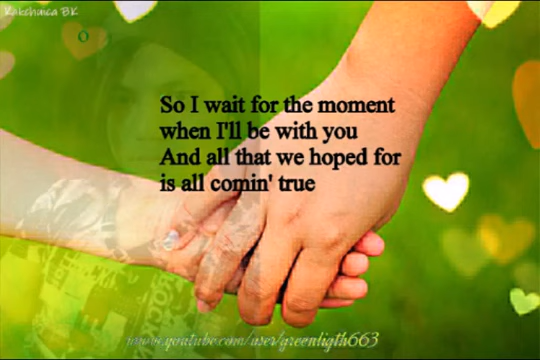 Rakchuica BK
So I wait for the moment
when I'll be with you
And all that we hoped for
is all comin' true
www.youtube.com/user/greenligth663